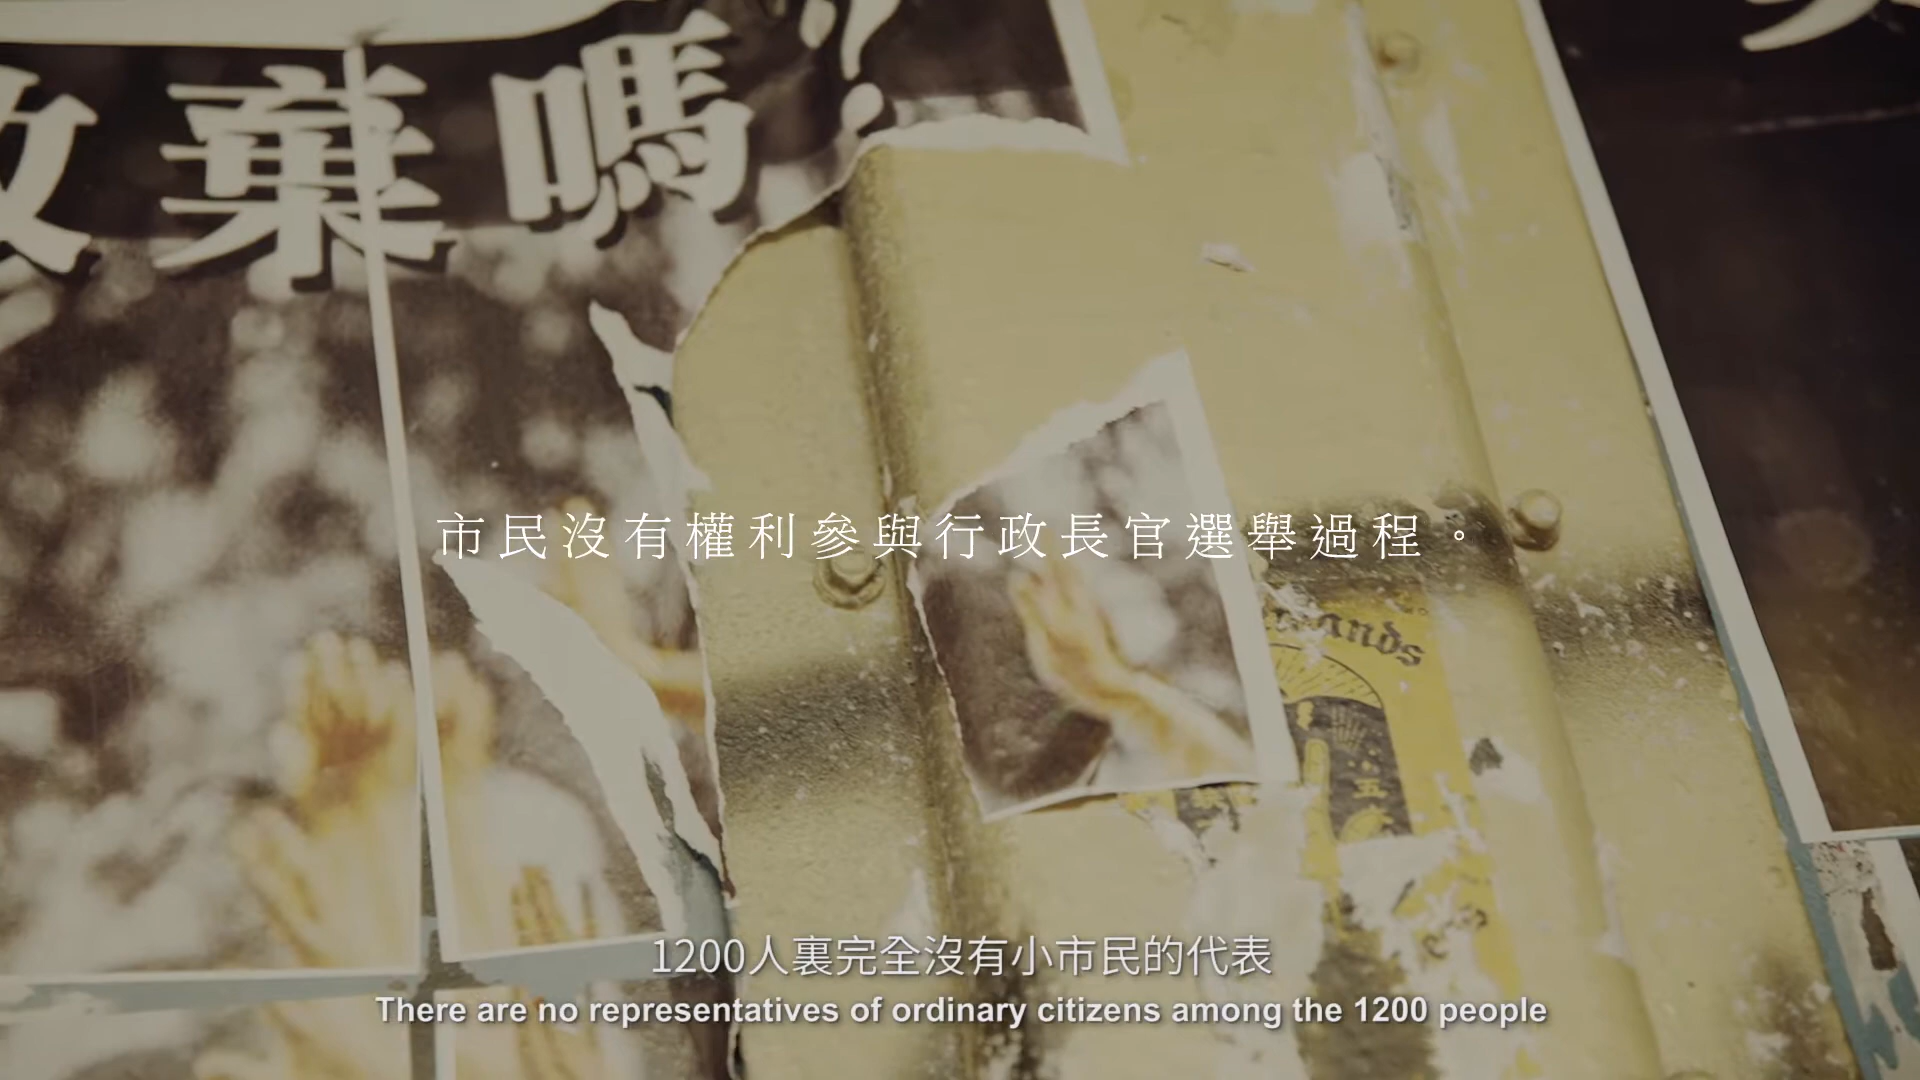 放棄嗎?
市民沒有權利參與行政長官選舉過程。
五
1200人裏完全沒有小市民的代表
There are no representatives of ordinary citizens among the 1200 people